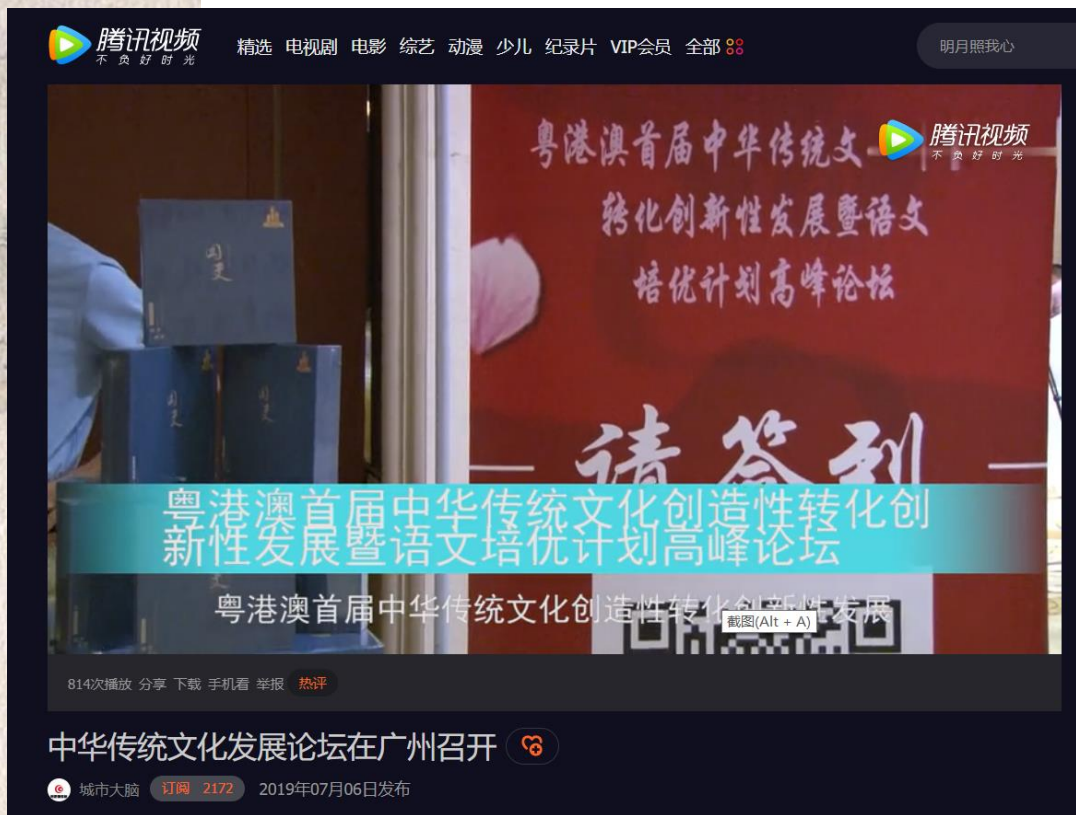 腾讯视频
不负好时光
精选 电视剧 电影 综艺 动漫 少儿 纪录片 VIP会员 全部
明月照我心
腾讯视频
不负好时光
粤港澳首届中华传统文
转化创新性发展暨语文
培优计划高峰论坛
请签到
粤港澳首届中华传统文化创造性转化创
新性发展暨语文培优计划高峰论坛
粤港澳首届中华传统文化创造性转化创新性发展
截图(Alt + A)
814次播放 分享 下载 手机看 举报 热评
中华传统文化发展论坛在广州召开
城市大脑 订阅 2172 2019年07月06日发布